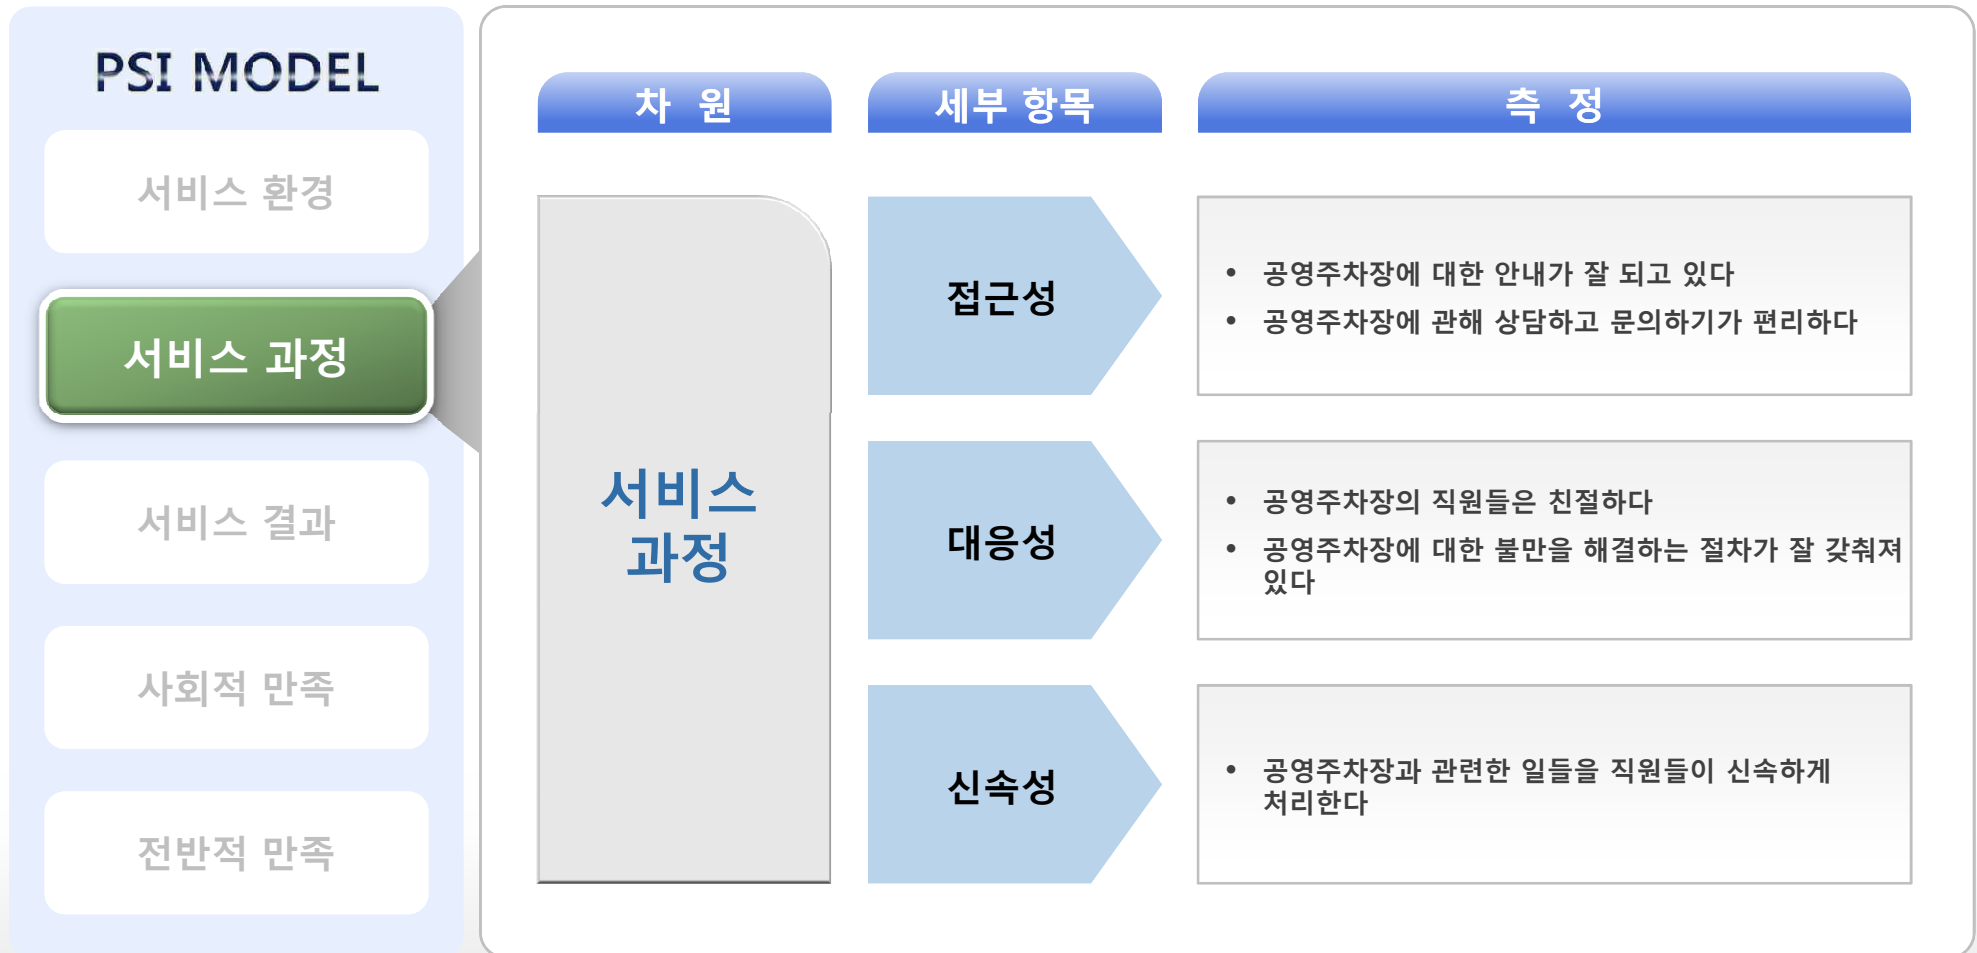 PSI MODEL
서비스 환경
서비스 과정
서비스 결과
사회적 만족
전반적 만족
차 원
세부 항목
측 정
서비스
과정
접근성
• 공영주차장에 대한 안내가 잘 되고 있다
• 공영주차장에 관해 상담하고 문의하기가 편리하다
대응성
• 공영주차장의 직원들은 친절하다
• 공영주차장에 대한 불만을 해결하는 절차가 잘 갖춰져
있다
신속성
• 공영주차장과 관련한 일들을 직원들이 신속하게
처리한다